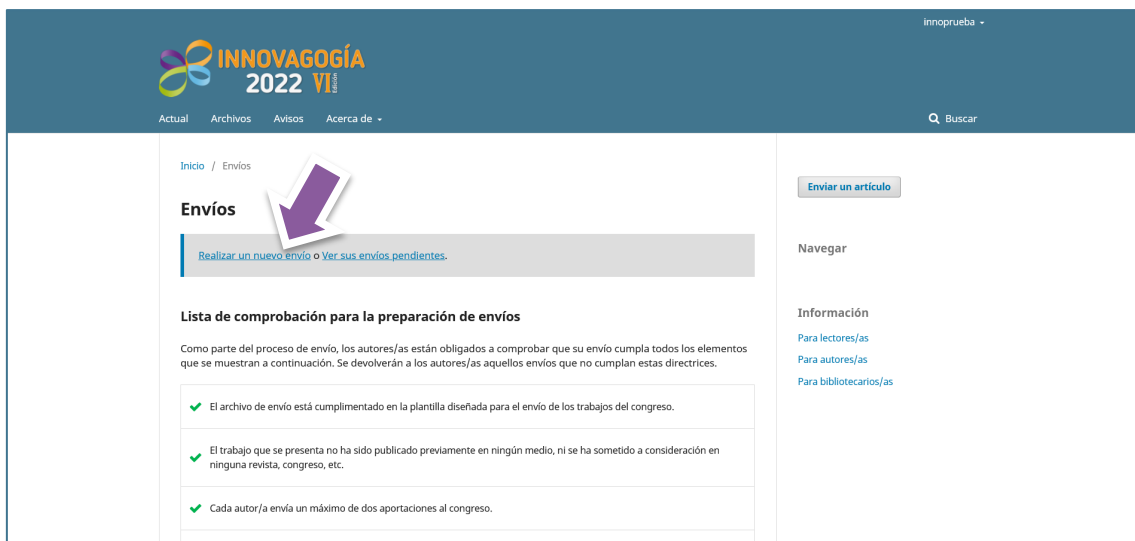 innoprueba
INNOVAGOGÍA
2022 VI Edición
Actual Archivos Avisos Acerca de
Buscar
Inicio / Envíos
Envíos
Realizar un nuevo envío o Ver sus envíos pendientes.
Lista de comprobación para la preparación de envíos
Como parte del proceso de envío, los autores/as están obligados a comprobar que su envío cumpla todos los elementos
que se muestran a continuación. Se devolverán a los autores/as aquellos envíos que no cumplan estas directrices.
El archivo de envío está cumplimentado en la plantilla diseñada para el envío de los trabajos del congreso.
El trabajo que se presenta no ha sido publicado previamente en ningún medio, ni se ha sometido a consideración en
ninguna revista, congreso, etc.
Cada autor/a envía un máximo de dos aportaciones al congreso.
Enviar un artículo
Navegar
Información
Para lectores/as
Para autores/as
Para bibliotecarios/as